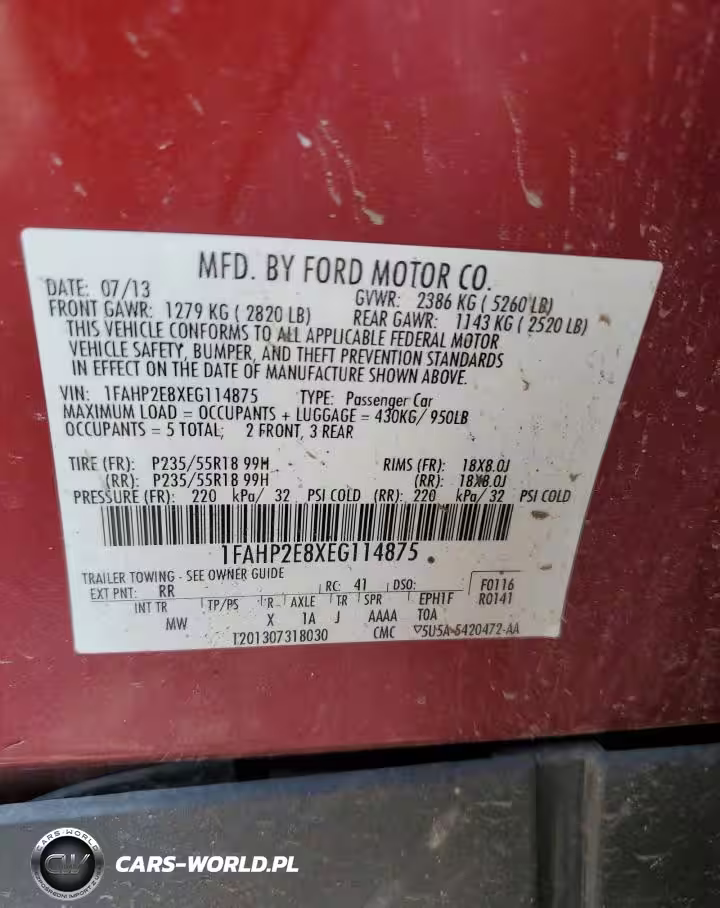 MFD. BY FORD MOTOR CO.
DATE: 07/13 GVWR: 2386 KG ( 5260 LB)
FRONT GAWR: 1279 KG ( 2820 LB) REAR GAWR: 1143 KG ( 2520 LB)
THIS VEHICLE CONFORMS TO ALL APPLICABLE FEDERAL MOTOR
VEHICLE SAFETY, BUMPER, AND THEFT PREVENTION STANDARDS
IN EFFECT ON THE DATE OF MANUFACTURE SHOWN ABOVE.
VIN: 1FAHP2E8XEG114875 TYPE: Passenger Car
MAXIMUM LOAD = OCCUPANTS + LUGGAGE = 430KG/ 950LB
OCCUPANTS = 5 TOTAL; 2 FRONT, 3 REAR
TIRE (FR): P235/55R18 99H RIMS (FR): 18X8.0J
(RR): P235/55R18 99H (RR): 18X8.0J
PRESSURE (FR): 220 kPa/ 32 PSI COLD (RR): 220 kPa/ 32 PSI COLD
1FAHP2E8XEG114875
TRAILER TOWING - SEE OWNER GUIDE
EXT PNT: RR RC: 41 DSO: F0116
INT TR TP/PS R AXLE TR SPR EPH1F R0141
MW X 1A J AAAA TOA
T201307318030 CMC 5U5A-5420472-AA
CARS-WORLD
CW
CARS-WORLD.PL